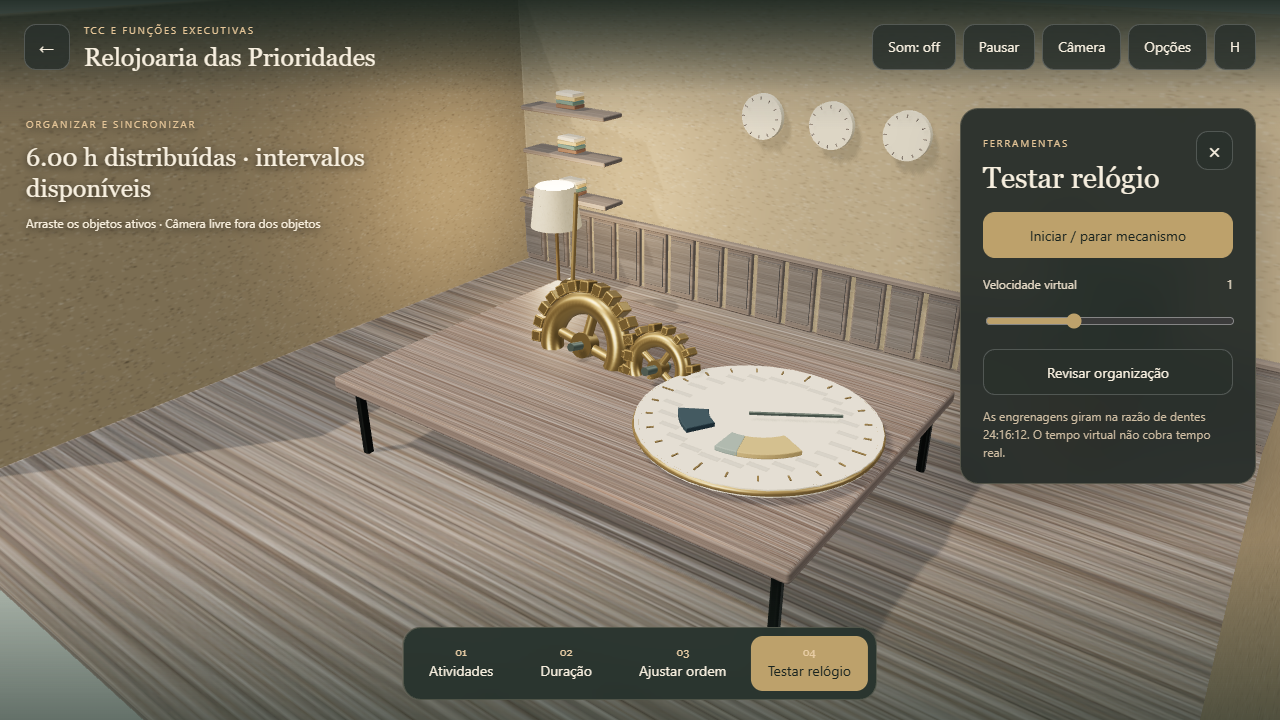 ←
TCC E FUNÇÕES EXECUTIVAS
Relojoaria das Prioridades
Som: off
Pausar
Câmera
Opções
H
ORGANIZAR E SINCRONIZAR
6.00 h distribuídas · intervalos
disponíveis
Arraste os objetos ativos · Câmera livre fora dos objetos
FERRAMENTAS
Testar relógio
×
Iniciar / parar mecanismo
Velocidade virtual 1
Revisar organização
As engrenagens giram na razão de dentes
24:16:12. O tempo virtual não cobra tempo
real.
01
Atividades
02
Duração
03
Ajustar ordem
04
Testar relógio